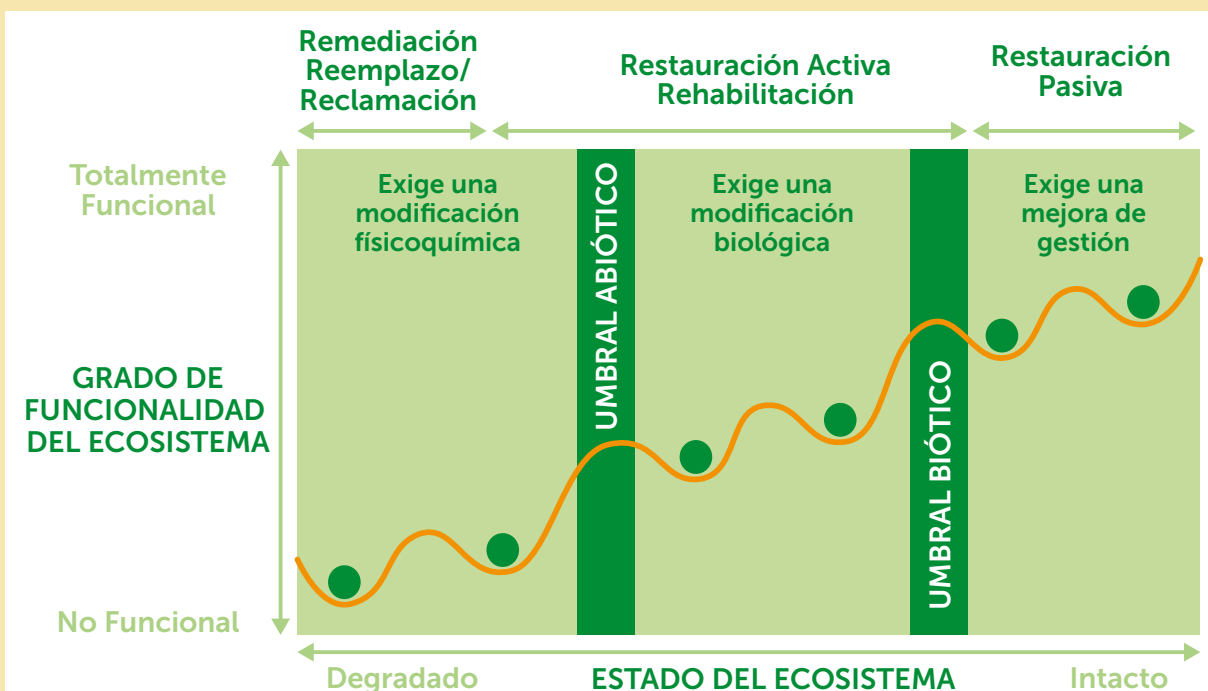 Remediación
Reemplazo/
Reclamación
Restauración Activa
Rehabilitación
Restauración
Pasiva
Totalmente
Funcional
Exige una
modificación
físicoquímica
UMBRAL ABIÓTICO
Exige una
modificación
biológica
UMBRAL BIÓTICO
Exige una
mejora de
gestión
GRADO DE
FUNCIONALIDAD
DEL ECOSISTEMA
No Funcional
Degradado
ESTADO DEL ECOSISTEMA
Intacto